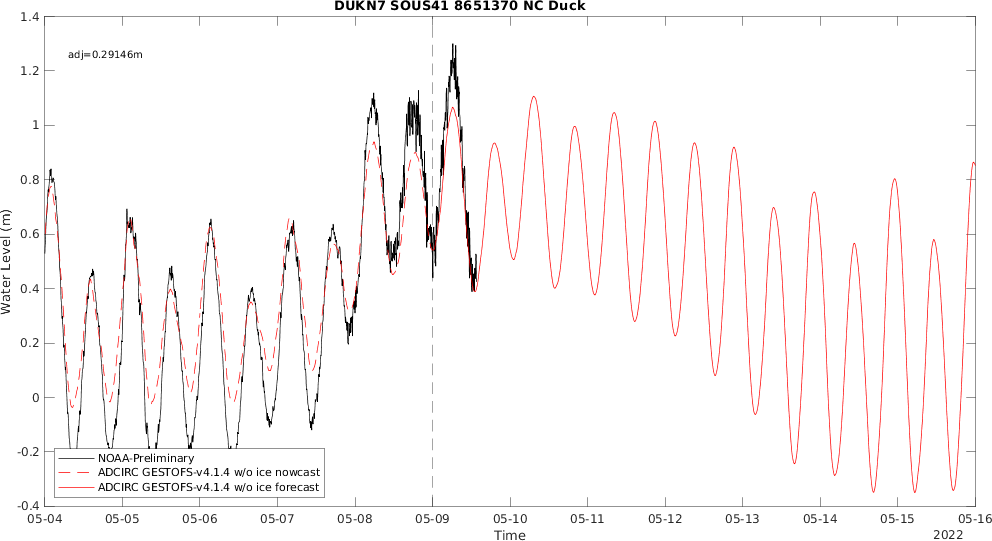 DUKN7 SOUS41 8651370 NC Duck
adj=0.29146m
1.4
1.2
1
0.8
0.6
0.4
0.2
0
-0.2
-0.4
Water Level (m)
NOAA-Preliminary
ADCIRC GESTOFS-v4.1.4 w/o ice nowcast
ADCIRC GESTOFS-v4.1.4 w/o ice forecast
05-04 05-05 05-06 05-07 05-08 05-09 05-10 05-11 05-12 05-13 05-14 05-15 05-16
Time
2022